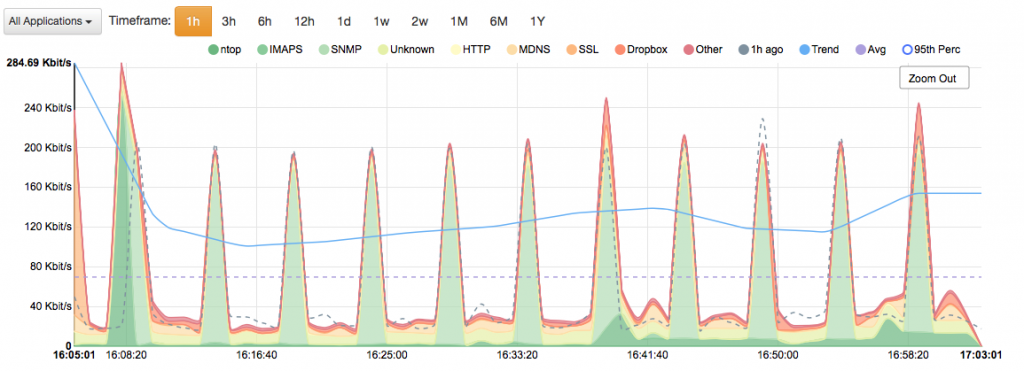 All Applications Timeframe: 1h 3h 6h 12h 1d 1w 2w 1M 6M 1Y
ntop IMAPS SNMP Unknown HTTP MDNS SSL Dropbox Other 1h ago Trend Avg 95th Perc
284.69 Kbit/s
Zoom Out
240 Kbit/s
200 Kbit/s
160 Kbit/s
120 Kbit/s
80 Kbit/s
40 Kbit/s
0
16:05:01 16:08:20 16:16:40 16:25:00 16:33:20 16:41:40 16:50:00 16:58:20 17:03:01